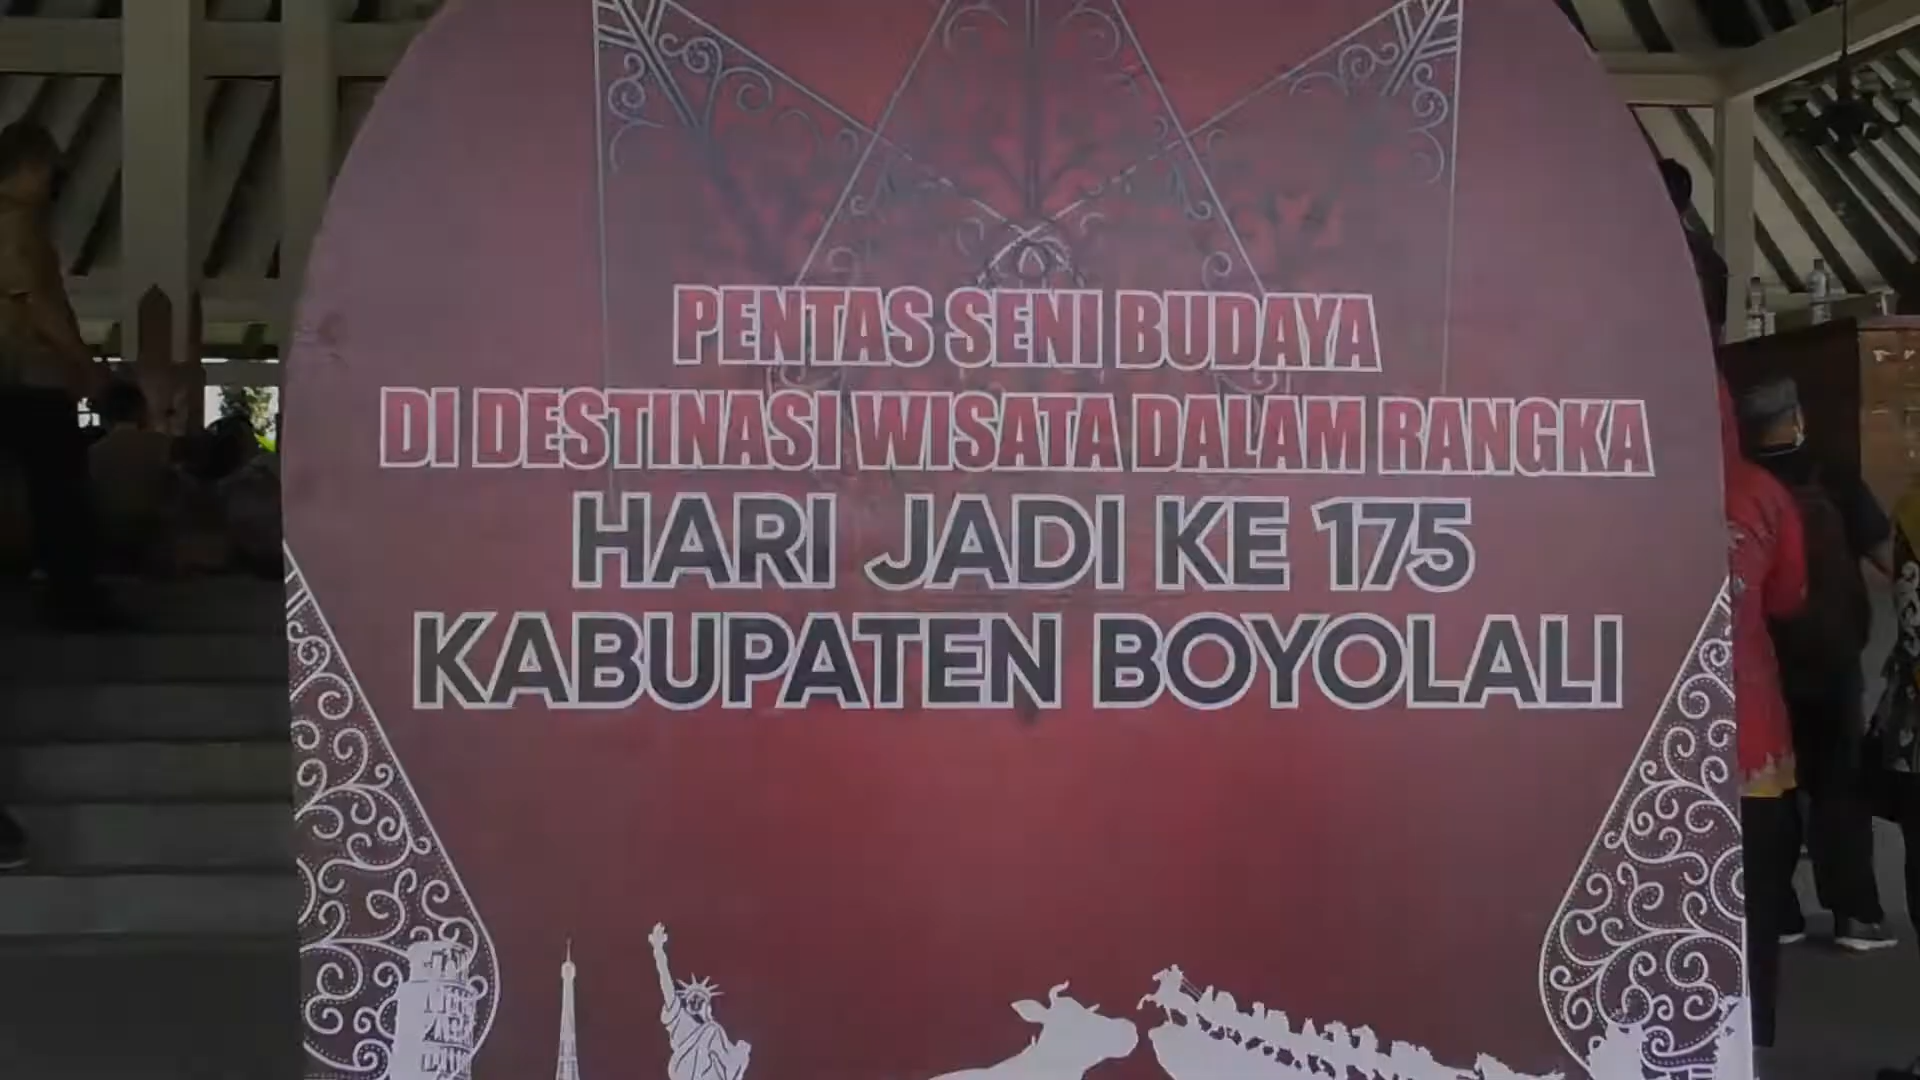 PENTAS SENI BUDAYA
DI DESTINASI WISATA DALAM RANGKA
HARI JADI KE 175
KABUPATEN BOYOLALI